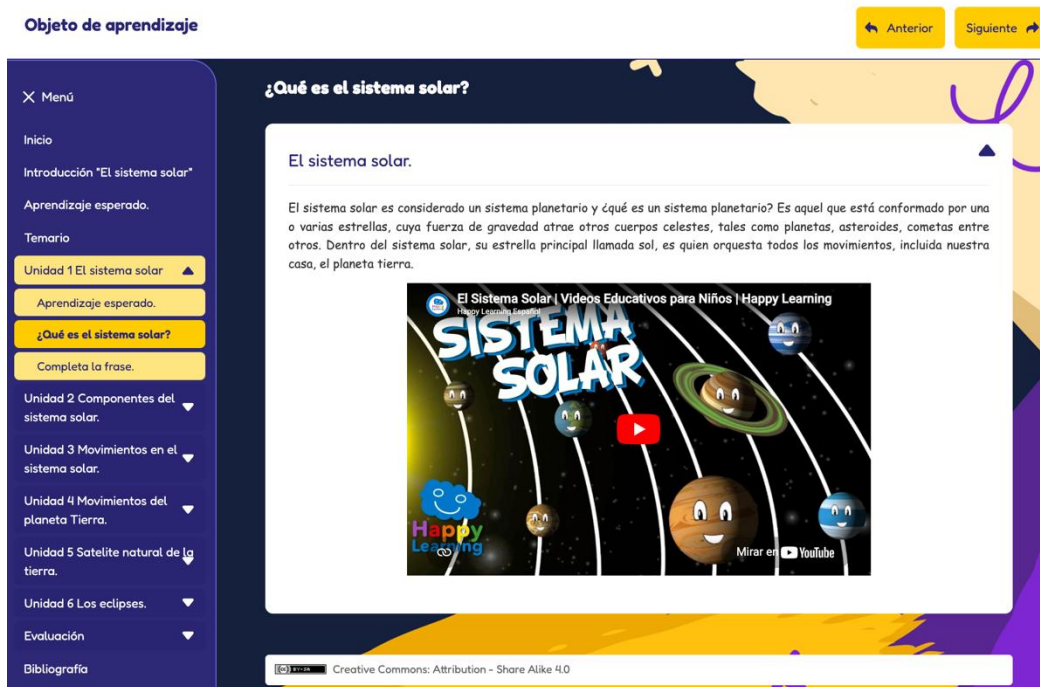 Objeto de aprendizaje
Anterior
Siguiente
Menú
Inicio
Introducción "El sistema solar"
Aprendizaje esperado.
Temario
Unidad 1 El sistema solar
Aprendizaje esperado.
¿Qué es el sistema solar?
Completa la frase.
Unidad 2 Componentes del
sistema solar.
Unidad 3 Movimientos en el
sistema solar.
Unidad 4 Movimientos del
planeta Tierra.
Unidad 5 Satelite natural de la
tierra.
Unidad 6 Los eclipses.
Evaluación
Bibliografía
¿Qué es el sistema solar?
El sistema solar.
El sistema solar es considerado un sistema planetario y ¿qué es un sistema planetario? Es aquel que está conformado por una
o varias estrellas, cuya fuerza de gravedad atrae otros cuerpos celestes, tales como planetas, asteroides, cometas entre
otros. Dentro del sistema solar, su estrella principal llamada sol, es quien orquesta todos los movimientos, incluida nuestra
casa, el planeta tierra.
El Sistema Solar | Videos Educativos para Niños | Happy Learning
Happy Learning Español
SISTEMA
SOLAR
Happy
Learning
Mirar en YouTube
Creative Commons: Attribution - Share Alike 4.0